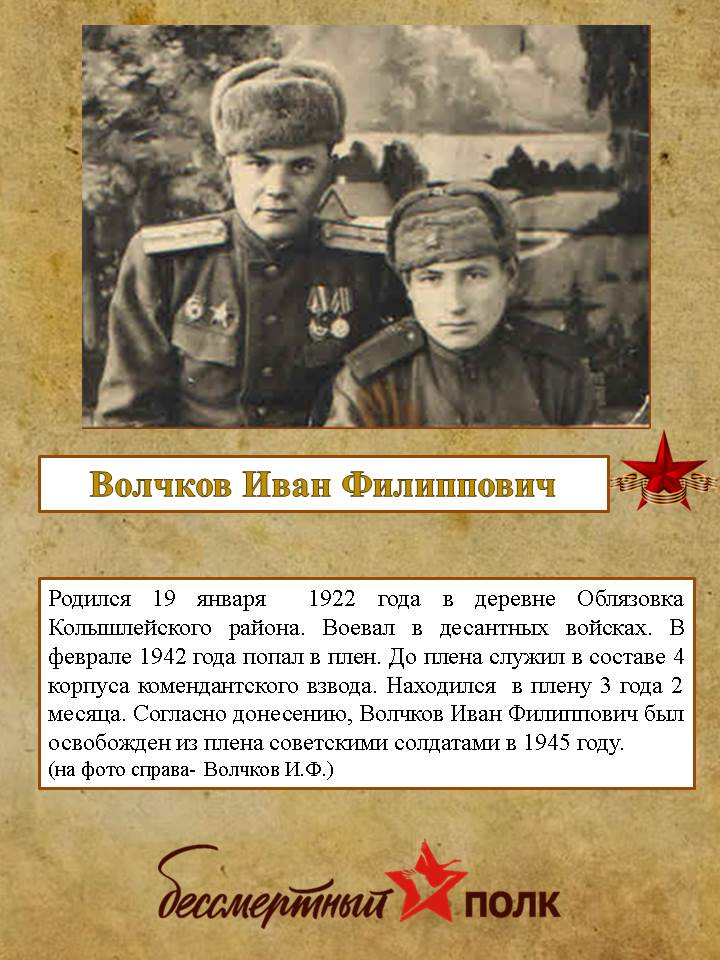 Волчков Иван Филиппович
Родился 19 января 1922 года в деревне Облязовка
Колышлейского района. Воевал в десантных войсках. В
феврале 1942 года попал в плен. До плена служил в составе 4
корпуса комендантского взвода. Находился в плену 3 года 2
месяца. Согласно донесению, Волчков Иван Филиппович был
освобожден из плена советскими солдатами в 1945 году.
(на фото справа- Волчков И.Ф.)
бессмертный полк